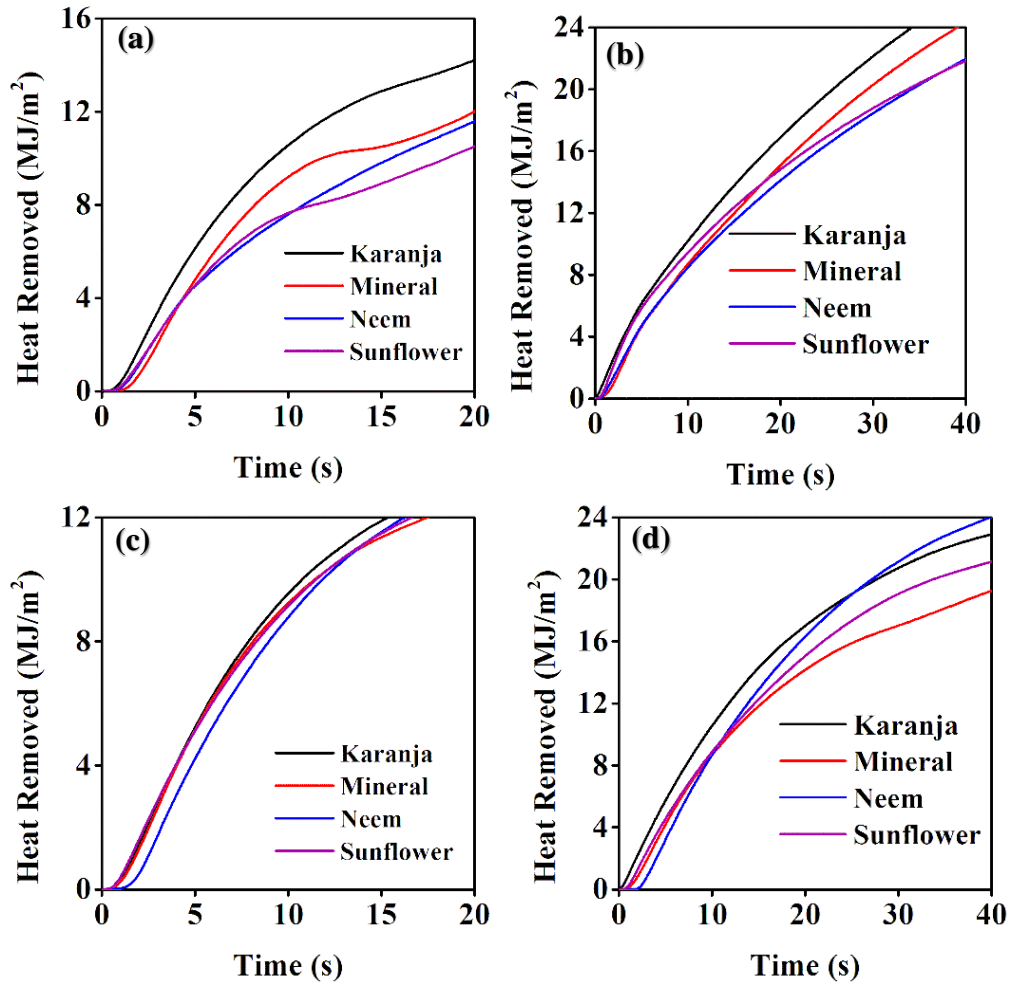 (a)
Heat Removed (MJ/m²)
16
12
8
4
0
Karanja
Mineral
Neem
Sunflower
0 5 10 15 20
Time (s)
(b)
Heat Removed (MJ/m²)
24
20
16
12
8
4
0
Karanja
Mineral
Neem
Sunflower
0 10 20 30 40
Time (s)
(c)
Heat Removed (MJ/m²)
12
8
4
0
Karanja
Mineral
Neem
Sunflower
0 5 10 15 20
Time (s)
(d)
Heat Removed (MJ/m²)
24
20
16
12
8
4
0
Karanja
Mineral
Neem
Sunflower
0 10 20 30 40
Time (s)